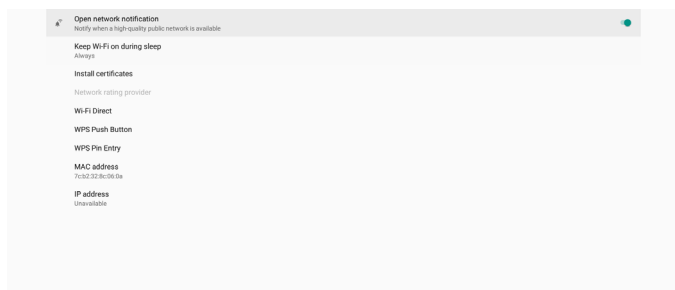 Open network notification
Notify when a high-quality public network is available
Keep Wi-Fi on during sleep
Always
Install certificates
Network rating provider
Wi-Fi Direct
WPS Push Button
WPS Pin Entry
MAC address
7c:b2:32:8c:06:0a
IP address
Unavailable